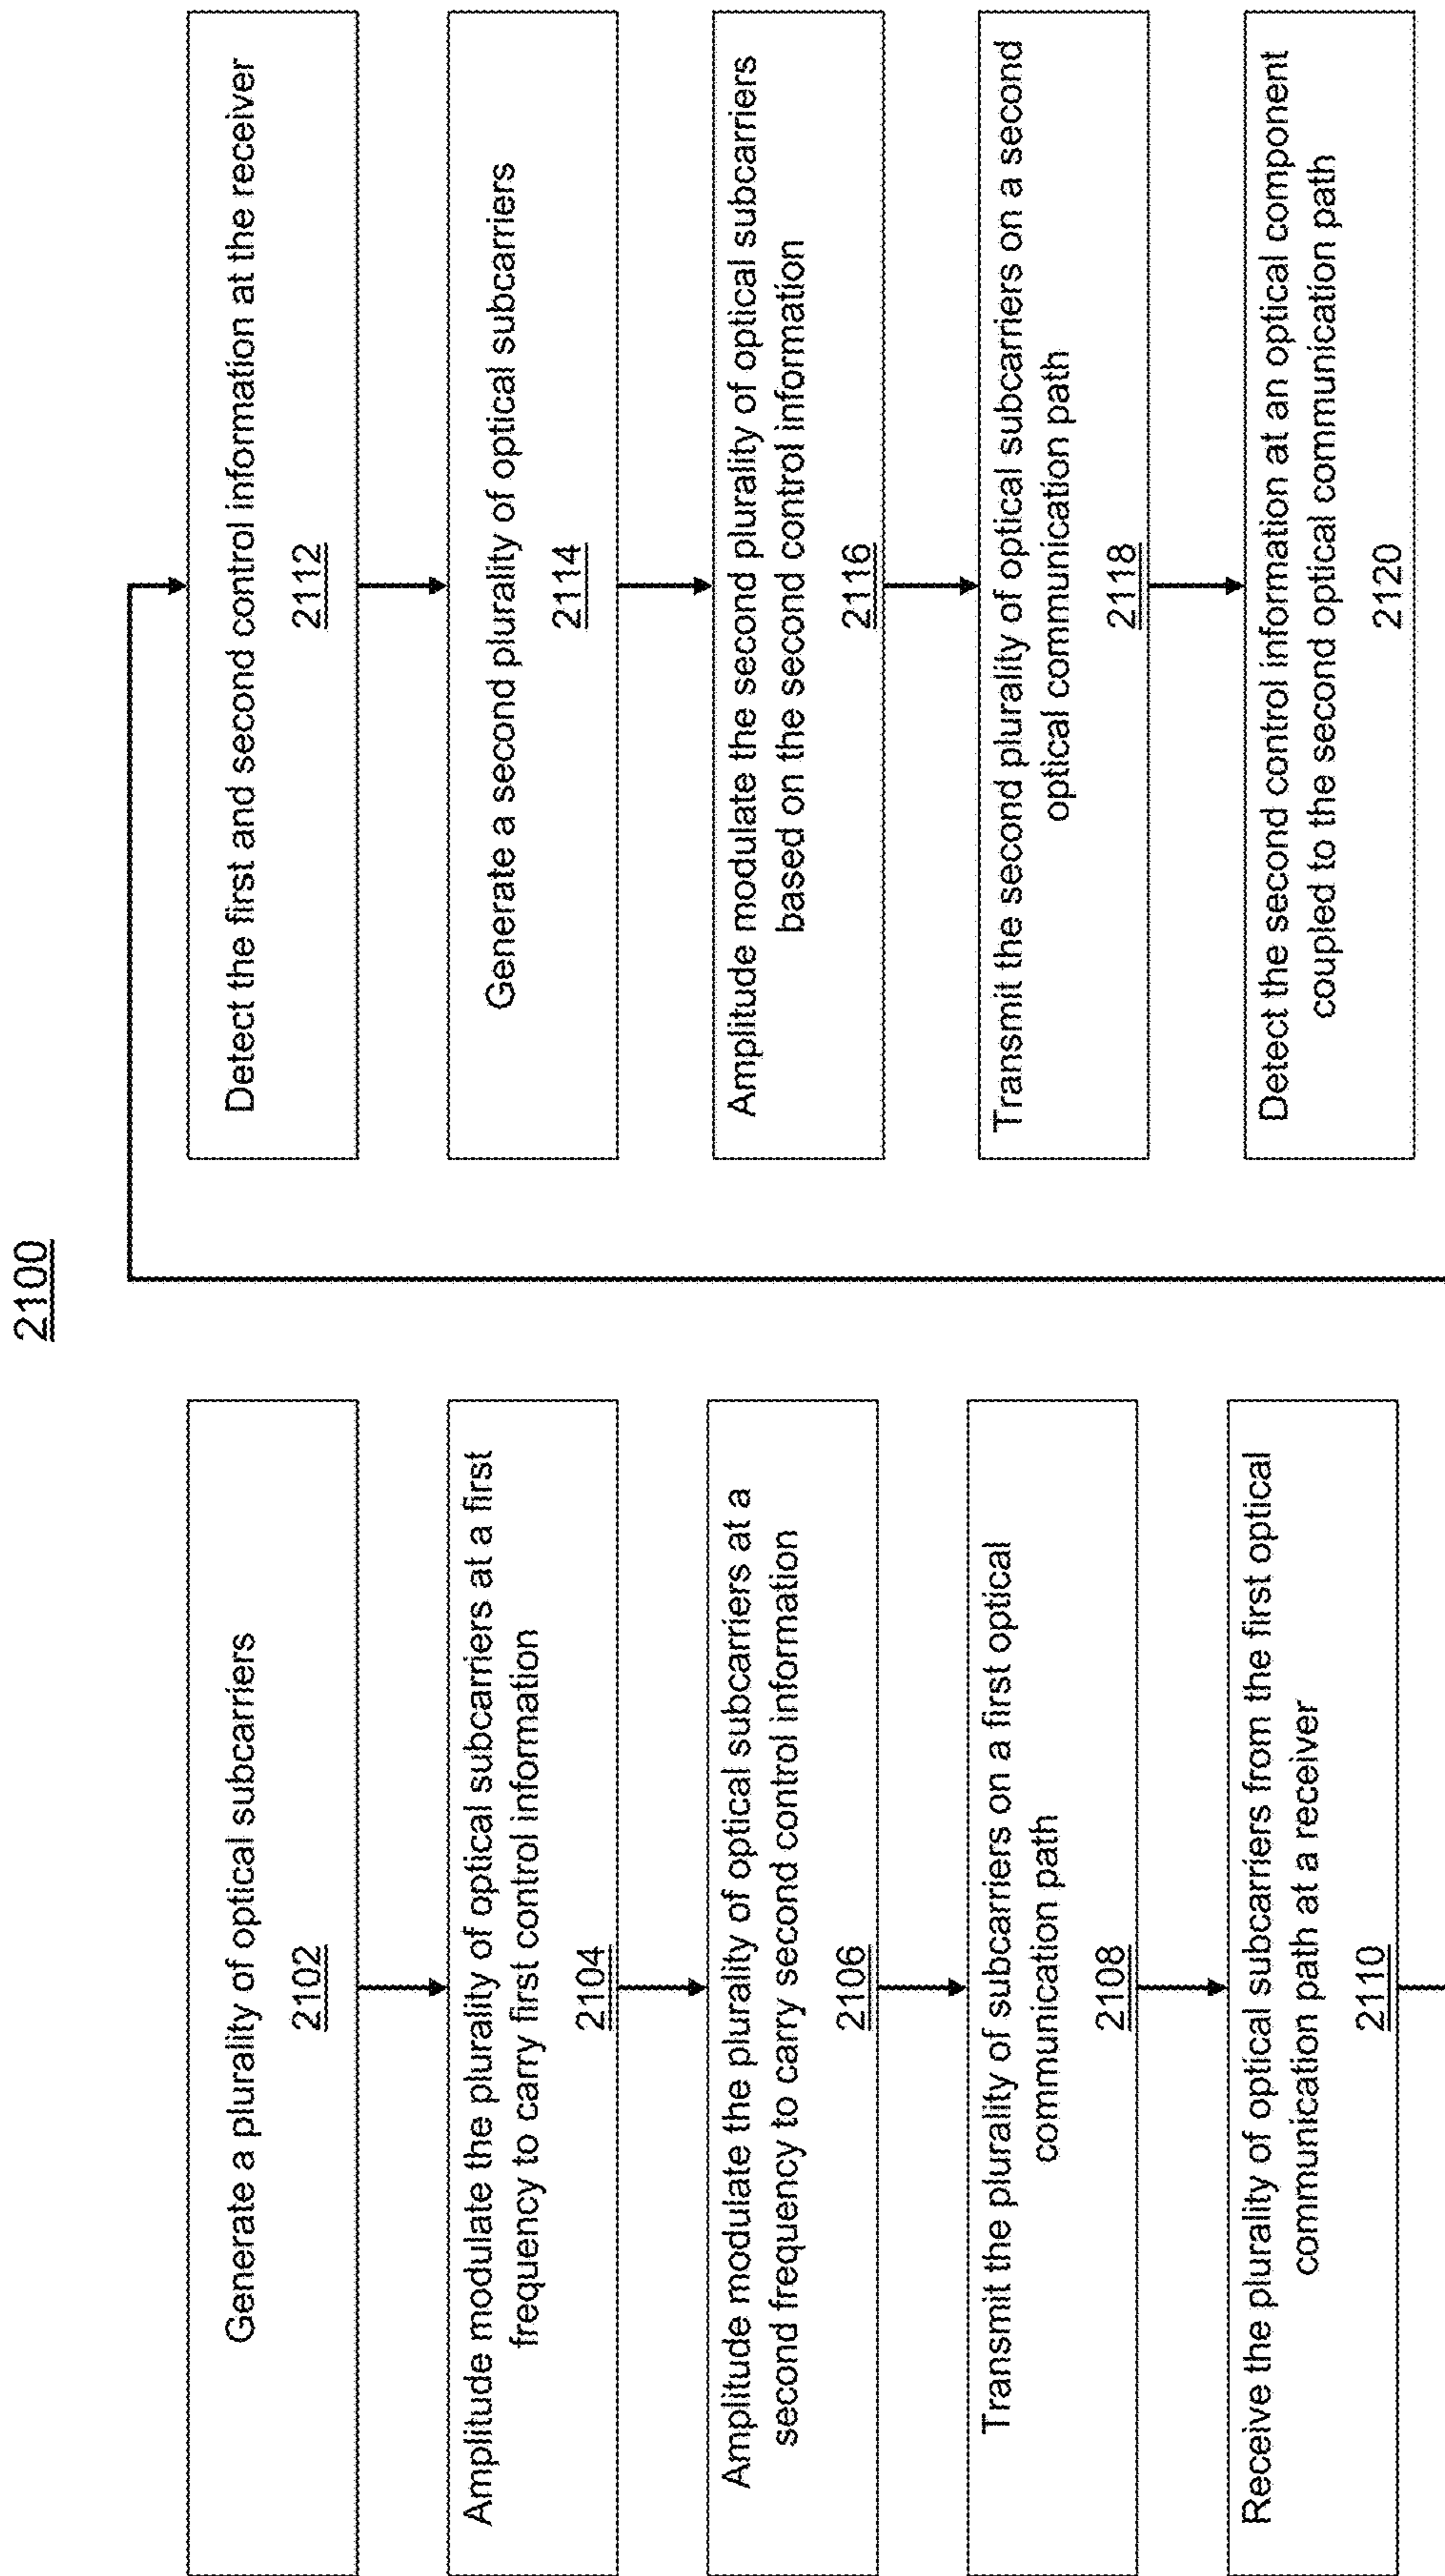 2100
Generate a plurality of optical subcarriers
2102
Amplitude modulate the plurality of optical subcarriers at a first
frequency to carry first control information
2104
Amplitude modulate the plurality of optical subcarriers at a
second frequency to carry second control information
2106
Transmit the plurality of subcarriers on a first optical
communication path
2108
Receive the plurality of optical subcarriers from the first optical
communication path at a receiver
2110
Detect the first and second control information at the receiver
2112
Generate a second plurality of optical subcarriers
2114
Amplitude modulate the second plurality of optical subcarriers
based on the second control information
2116
Transmit the second plurality of optical subcarriers on a second
optical communication path
2118
Detect the second control information at an optical component
coupled to the second optical communication path
2120